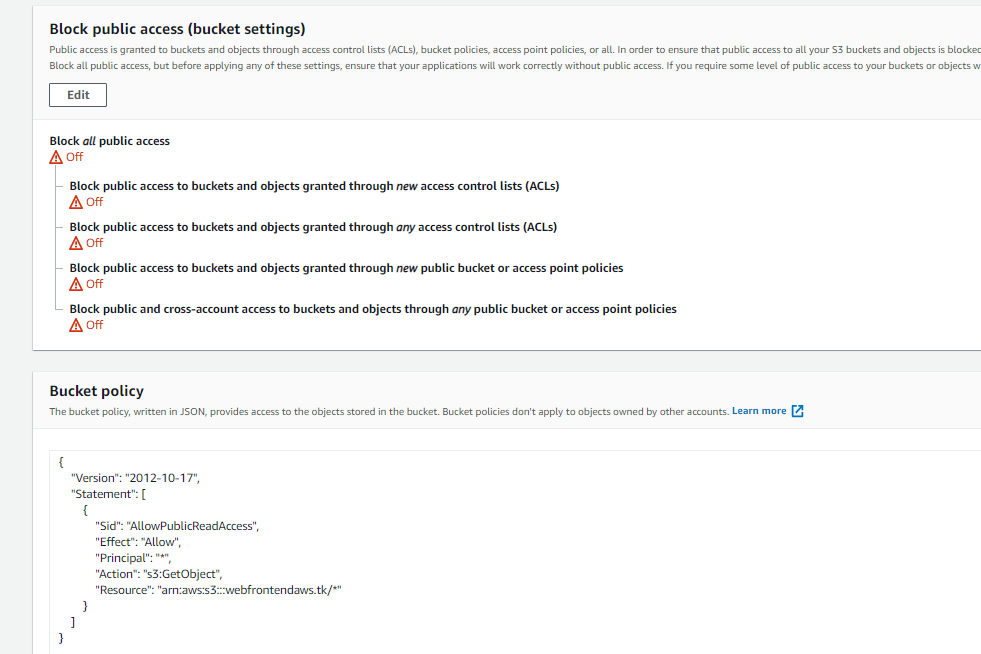 Block public access (bucket settings)
Public access is granted to buckets and objects through access control lists (ACLs), bucket policies, access point policies, or all. In order to ensure that public access to all your S3 buckets and objects is blocked
Block all public access, but before applying any of these settings, ensure that your applications will work correctly without public access. If you require some level of public access to your buckets or objects w
Edit
Block all public access
Off
Block public access to buckets and objects granted through new access control lists (ACLs)
Off
Block public access to buckets and objects granted through any access control lists (ACLs)
Off
Block public access to buckets and objects granted through new public bucket or access point policies
Off
Block public and cross-account access to buckets and objects through any public bucket or access point policies
Off
Bucket policy
The bucket policy, written in JSON, provides access to the objects stored in the bucket. Bucket policies don't apply to objects owned by other accounts. Learn more
{
"Version": "2012-10-17",
"Statement": [
{
"Sid": "AllowPublicReadAccess",
"Effect": "Allow",
"Principal": "*",
"Action": "s3:GetObject",
"Resource": "arn:aws:s3:::webfrontendaws.tk/*"
}
]
}